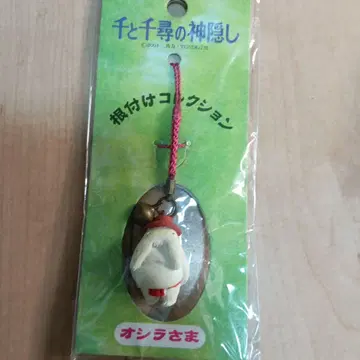 千と千尋の神隠し
根付けコレクション
オシラさま